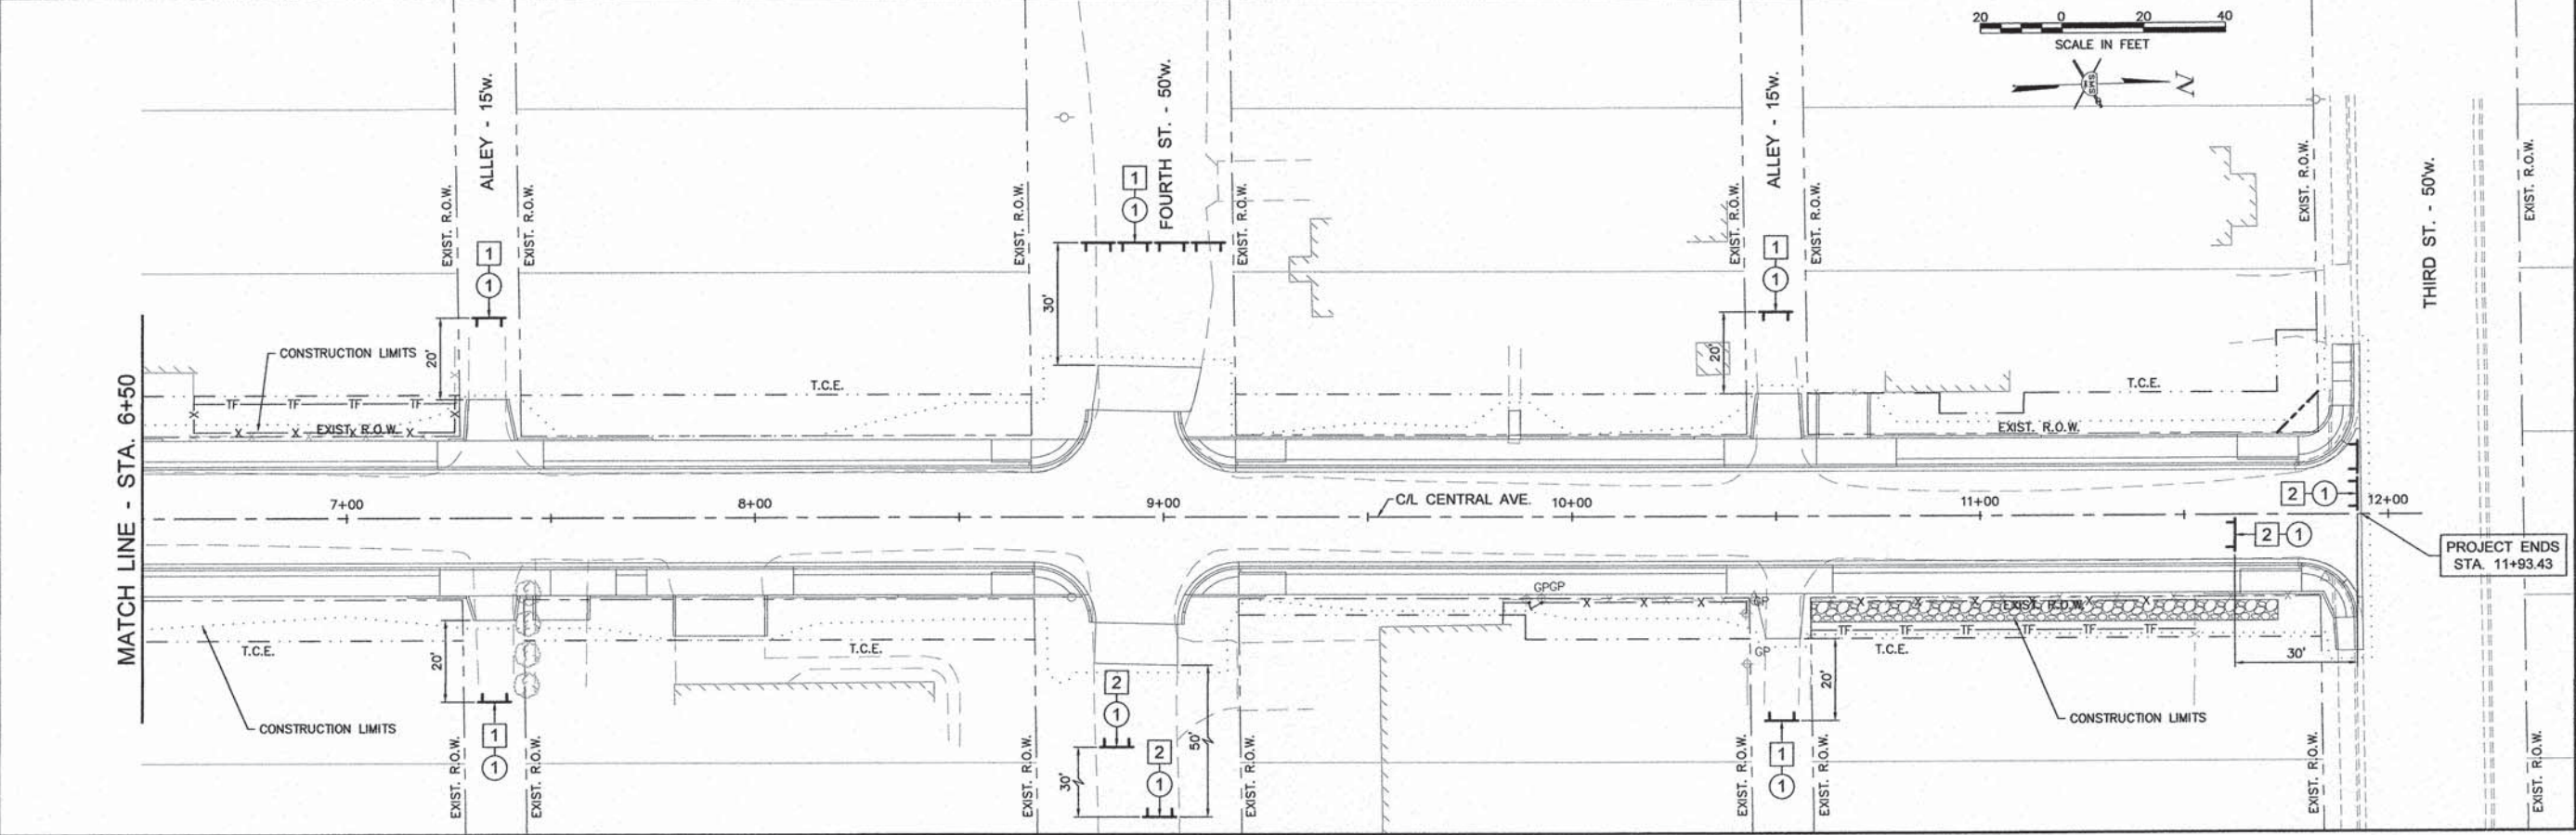 20 0 20 40
SCALE IN FEET
N
MATCH LINE - STA. 6+50
ALLEY - 15'W.
EXIST. R.O.W.
EXIST. R.O.W.
1
1
20'
CONSTRUCTION LIMITS
TF TF TF TF
X
X
X X X X
EXIST. R.O.W.
FOURTH ST. - 50'W.
EXIST. R.O.W.
EXIST. R.O.W.
1
1
30'
T.C.E.
ALLEY - 15'W.
EXIST. R.O.W.
EXIST. R.O.W.
1
1
20'
T.C.E.
EXIST. R.O.W.
EXIST. R.O.W.
THIRD ST. - 50'W.
EXIST. R.O.W.
7+00
8+00
9+00
10+00
11+00
12+00
C/L CENTRAL AVE.
2 1
2 1
PROJECT ENDS
STA. 11+93.43
T.C.E.
CONSTRUCTION LIMITS
20'
1
1
EXIST. R.O.W.
EXIST. R.O.W.
T.C.E.
2
1
2
1
30'
50'
EXIST. R.O.W.
EXIST. R.O.W.
GPGP
X X X
GP
GP
20'
1
1
EXIST. R.O.W.
EXIST. R.O.W.
EXIST. R.O.W.
TF TF TF TF TF TF
T.C.E.
CONSTRUCTION LIMITS
30'
EXIST. R.O.W.
EXIST. R.O.W.